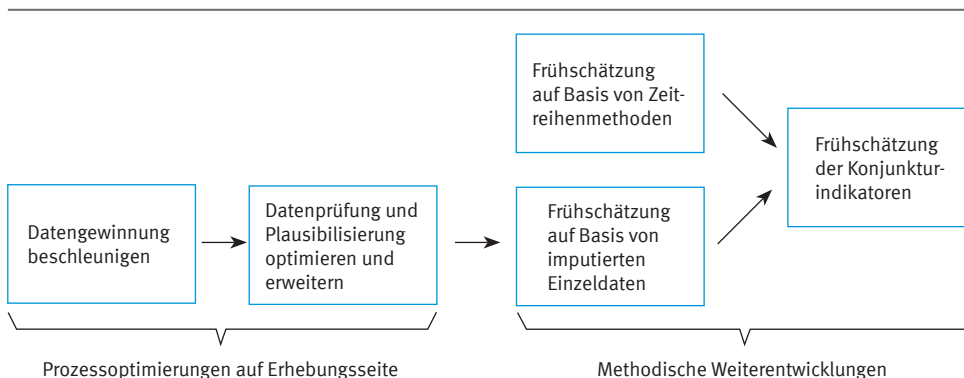 Frühschätzung
auf Basis von Zeit-
reihenmethoden
Frühschätzung
der Konjunktur-
indikatoren
Datengewinnung
beschleunigen
Datenprüfung und
Plausibilisierung
optimieren und
erweitern
Frühschätzung
auf Basis von
imputierten
Einzeldaten
Prozessoptimierungen auf Erhebungsseite
Methodische Weiterentwicklungen